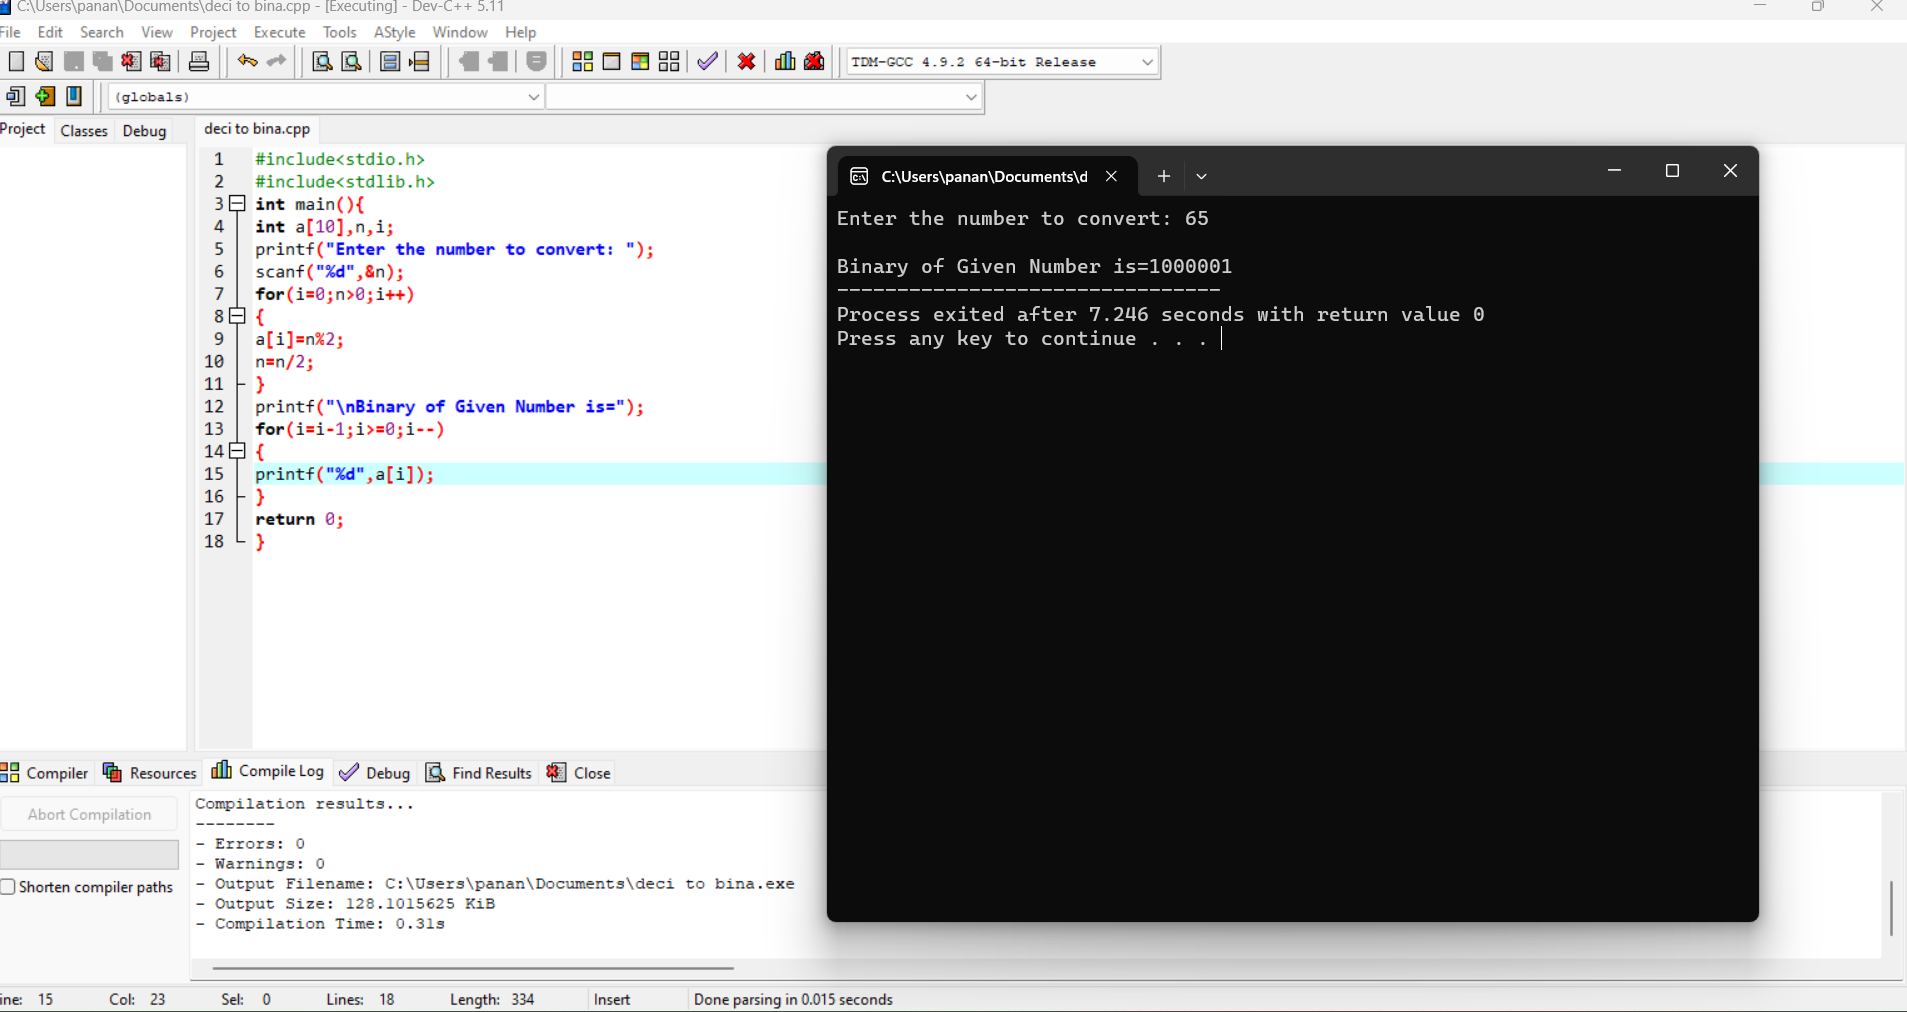 C:\Users\panan\Documents\deci to bina.cpp - [Executing] - Dev-C++ 5.11
File Edit Search View Project Execute Tools AStyle Window Help
TDM-GCC 4.9.2 64-bit Release
(globals)
Project Classes Debug
deci to bina.cpp
1 #include<stdio.h>
2 #include<stdlib.h>
3 int main(){
4 int a[10],n,i;
5 printf("Enter the number to convert: ");
6 scanf("%d",&n);
7 for(i=0;n>0;i++)
8 {
9 a[i]=n%2;
10 n=n/2;
11 }
12 printf("\nBinary of Given Number is=");
13 for(i=i-1;i>=0;i--)
14 {
15 printf("%d",a[i]);
16 }
17 return 0;
18 }
C:\Users\panan\Documents\d
Enter the number to convert: 65
Binary of Given Number is=1000001
--------------------------------
Process exited after 7.246 seconds with return value 0
Press any key to continue . . .
Compiler Resources Compile Log Debug Find Results Close
Abort Compilation
Shorten compiler paths
Compilation results...
--------
- Errors: 0
- Warnings: 0
- Output Filename: C:\Users\panan\Documents\deci to bina.exe
- Output Size: 128.1015625 KiB
- Compilation Time: 0.31s
ine: 15 Col: 23 Sel: 0 Lines: 18 Length: 334 Insert Done parsing in 0.015 seconds